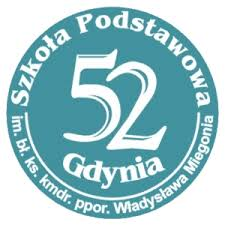 Szkoła Podstawowa
52
Gdynia
im. bł. ks. kmdr. ppor. Władysława Miegonia